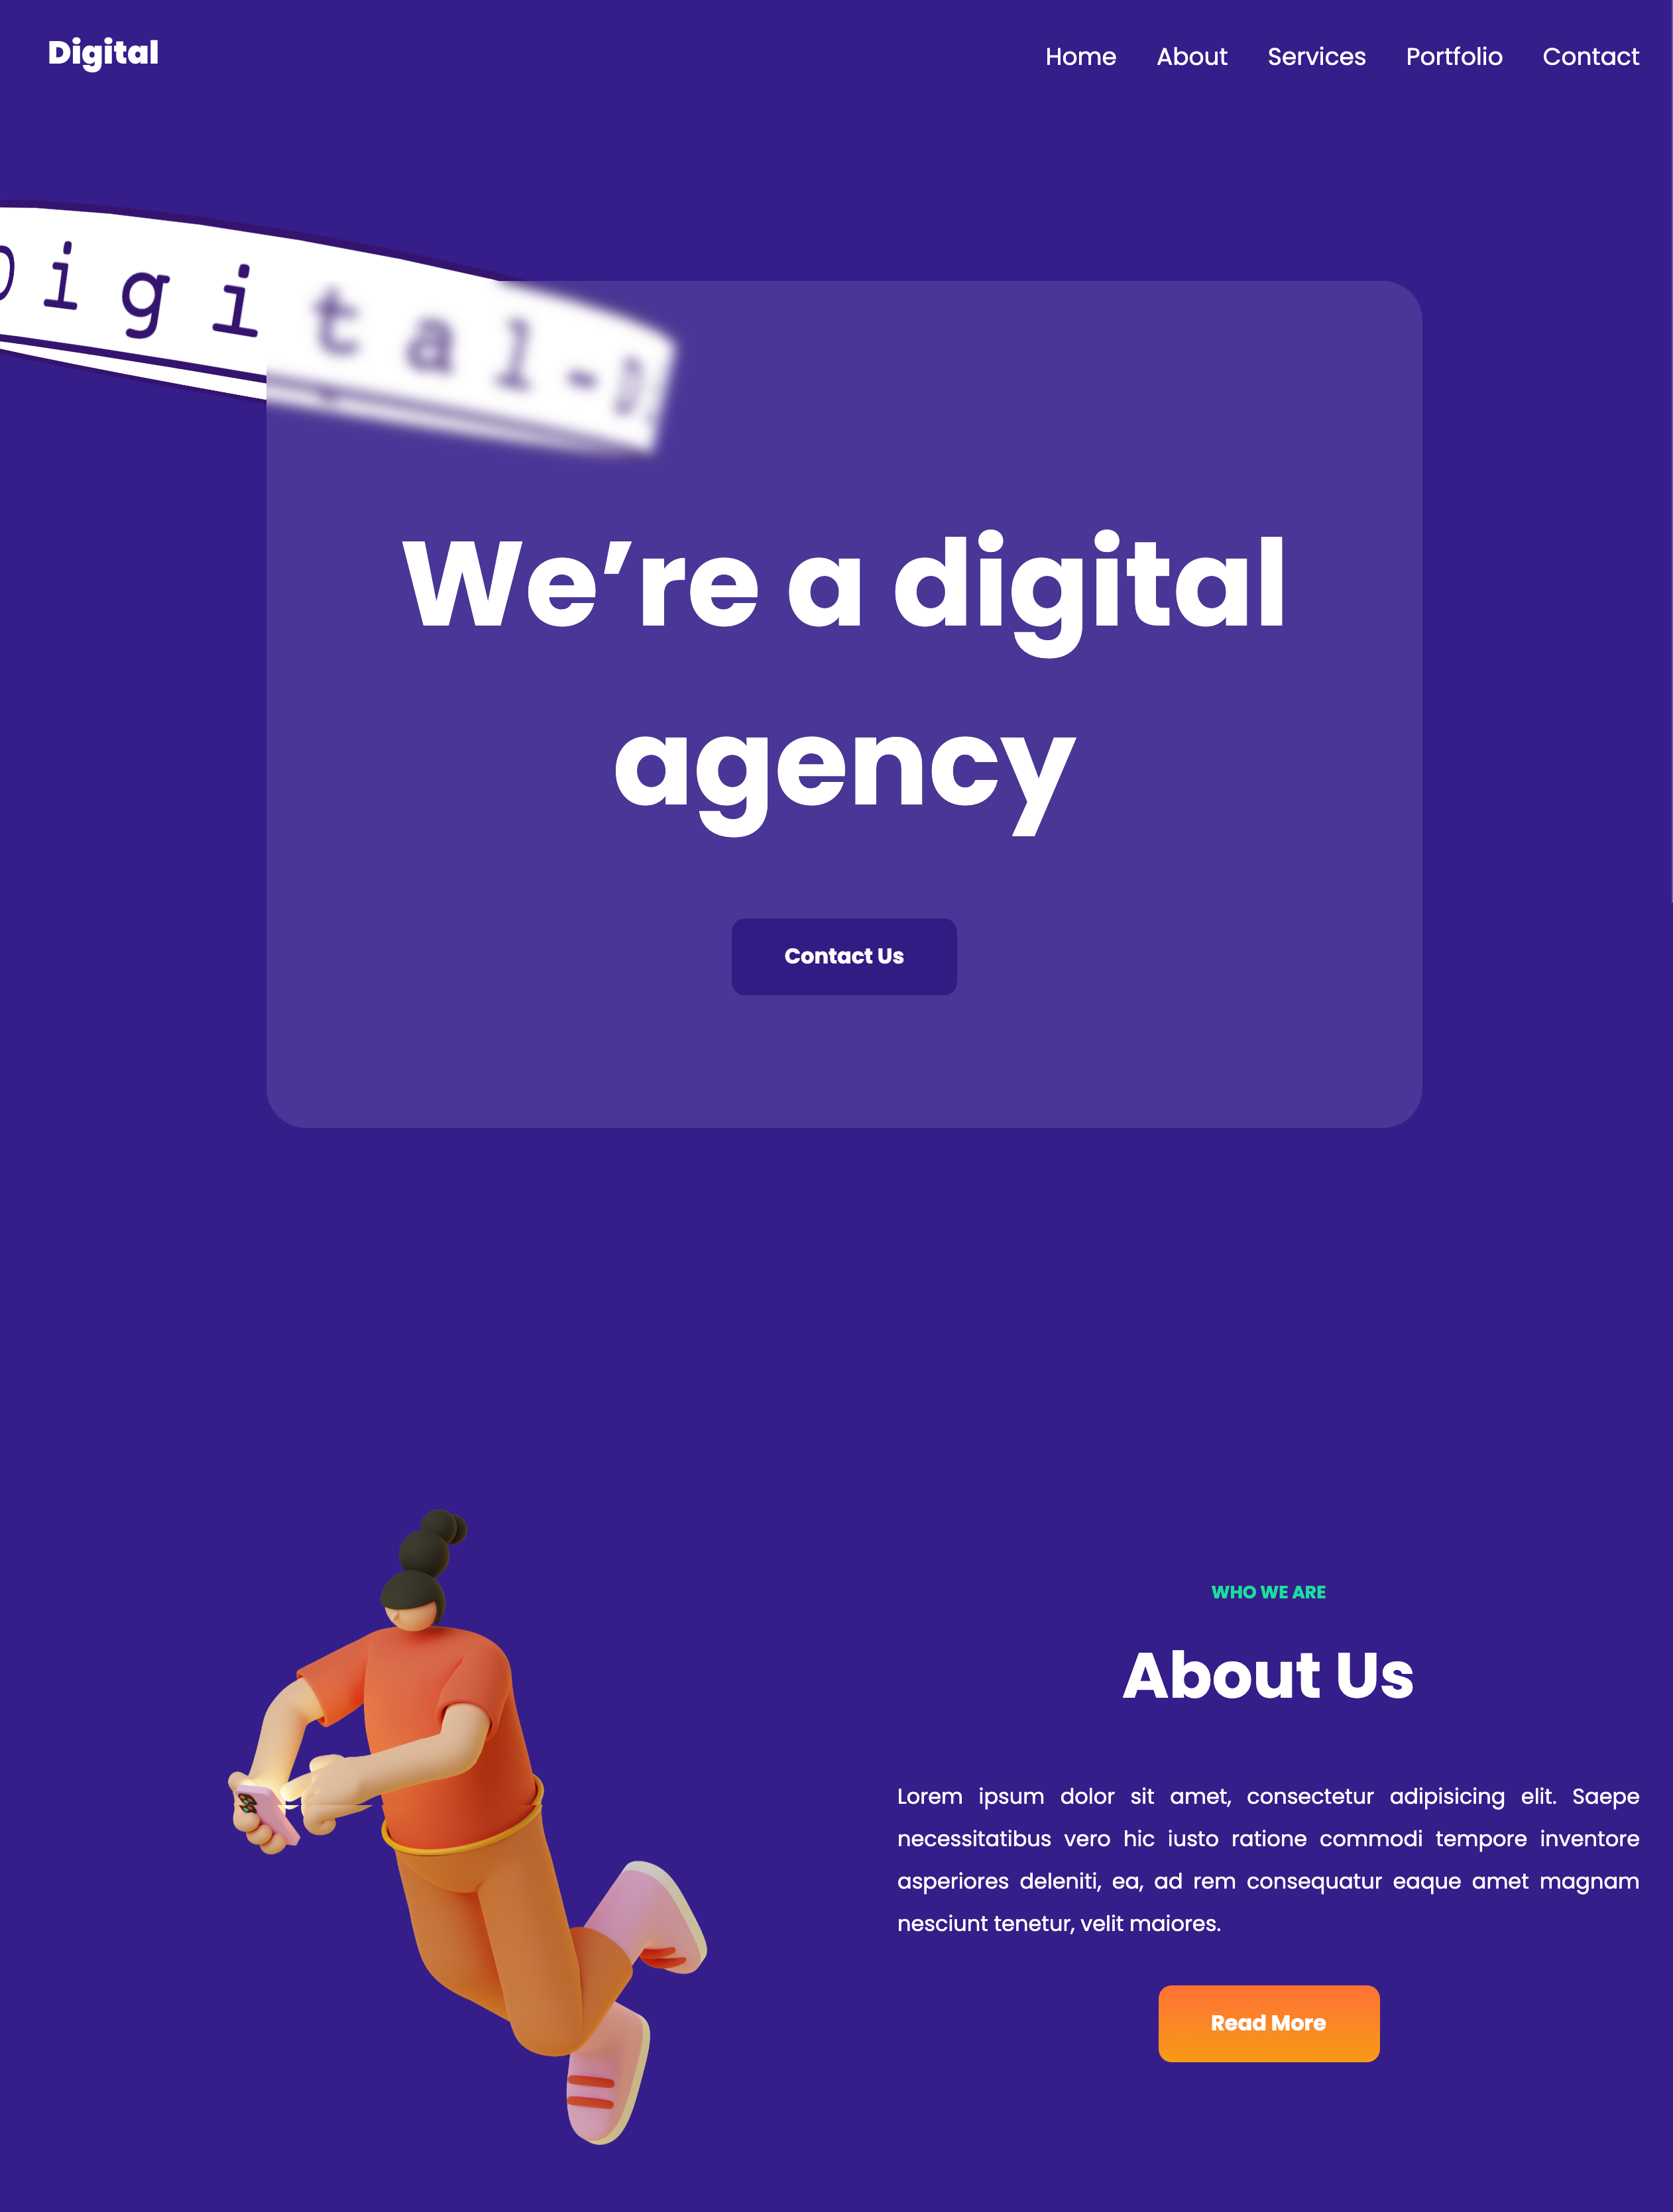 Digital
Home About Services Portfolio Contact
Digital-
We're a digital
agency
Contact Us
WHO WE ARE
About Us
Lorem ipsum dolor sit amet, consectetur adipisicing elit. Saepe
necessitatibus vero hic iusto ratione commodi tempore inventore
asperiores deleniti, ea, ad rem consequatur eaque amet magnam
nesciunt tenetur, velit maiores.
Read More